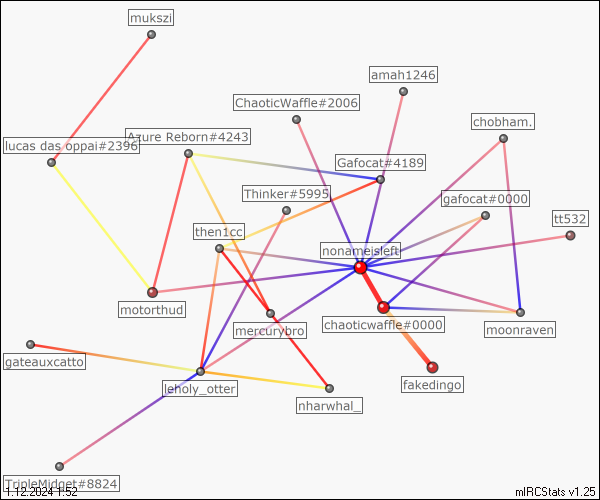 mukszi
amah1246
ChaoticWaffle#2006
chobham.
Azure Reborn#4243
lucas das oppai#2396
Gafocat#4189
Thinker#5995
gafocat#0000
tt532
then1cc
nonameisleft
motorthud
chaoticwaffle#0000
mercurybro
moonraven
gateauxcatto
leholy_otter
fakedingo
nharwhal_
TripleMidget#8824
1.12.2024 1:52
mIRCStats v1.25